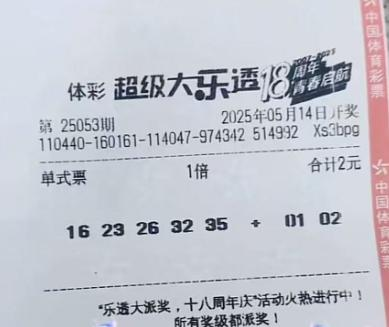 体彩 超级大乐透 18周年 2007-2025 青春启航
第 25053期 2025年05月14日开奖
110440-160161-114047-974342 514992 Xs3bpg
单式票 1倍 合计2元
16 23 26 32 35 + 01 02
"乐透大派奖，十八周年庆"活动火热进行中！
所有奖级都派奖！
中国体育彩票
中国体育彩票